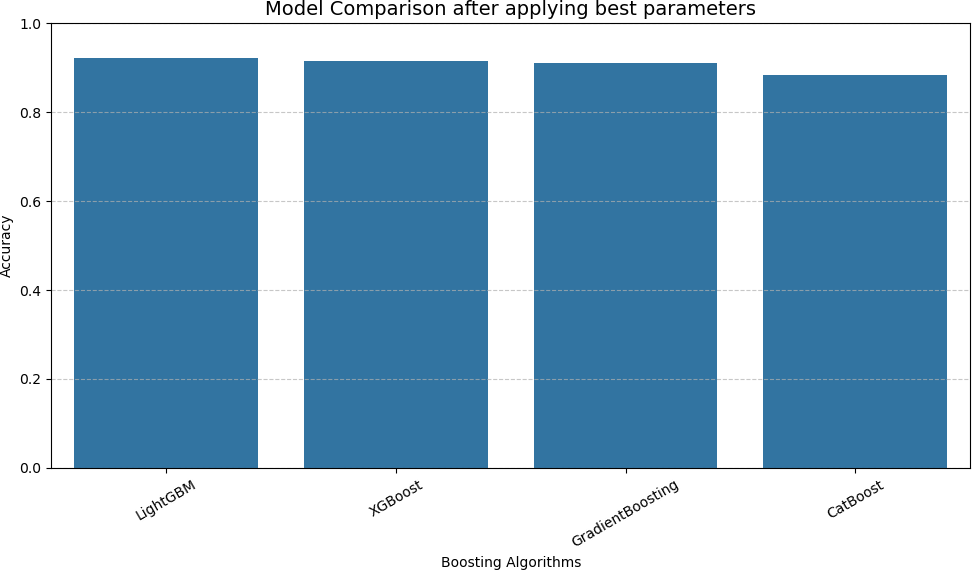 Model Comparison after applying best parameters
1.0
0.8
0.6
0.4
0.2
0.0
Accuracy
LightGBM
XGBoost
GradientBoosting
CatBoost
Boosting Algorithms